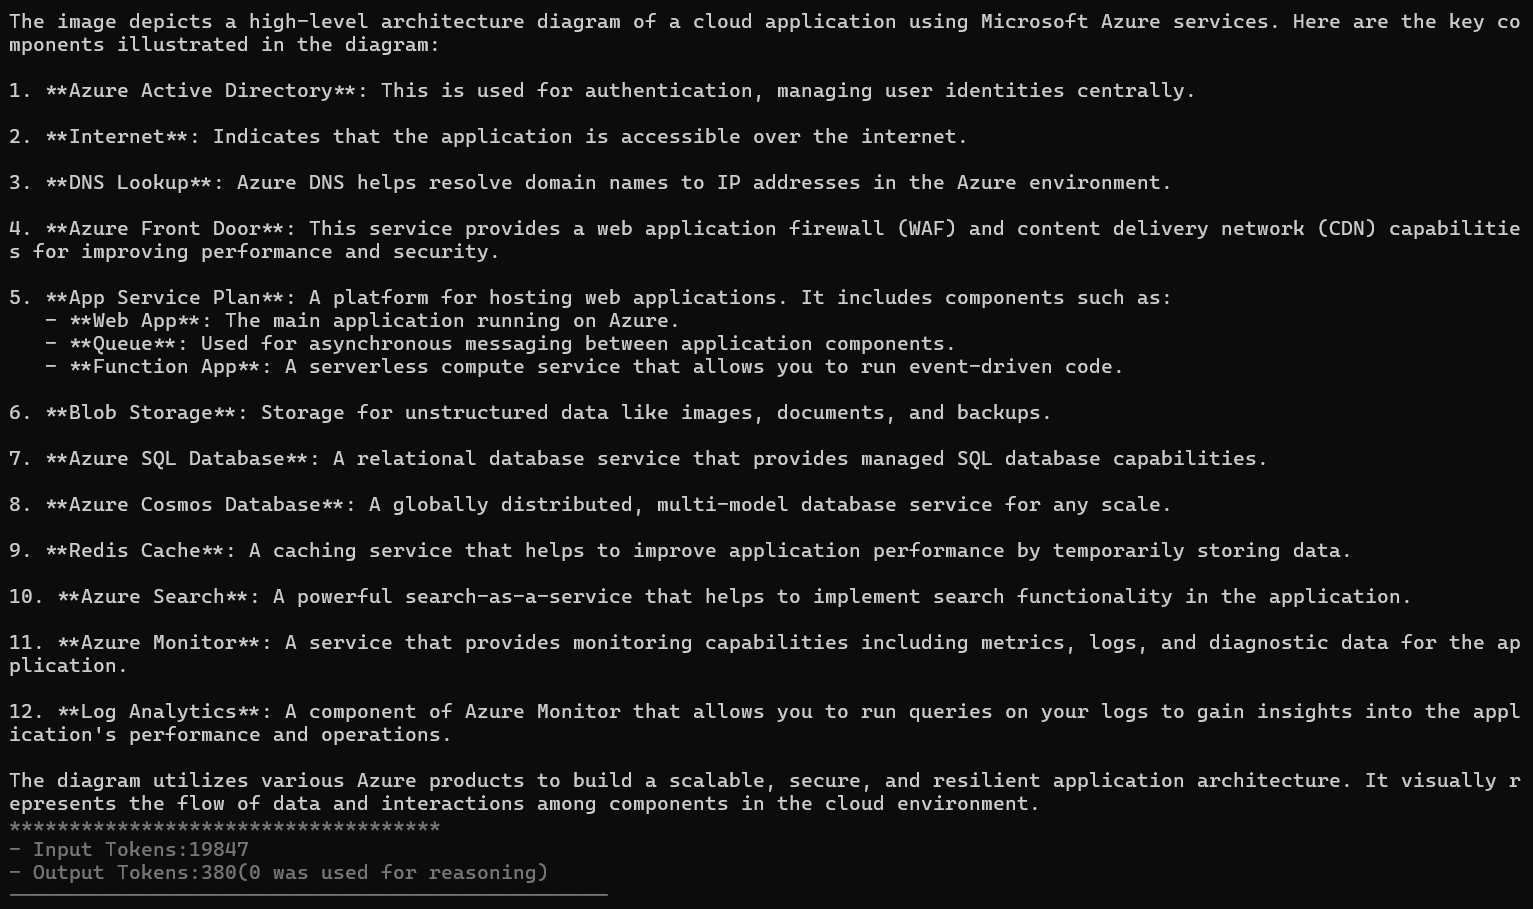 The image depicts a high-level architecture diagram of a cloud application using Microsoft Azure services. Here are the key co
mponents illustrated in the diagram:
1. **Azure Active Directory**: This is used for authentication, managing user identities centrally.
2. **Internet**: Indicates that the application is accessible over the internet.
3. **DNS Lookup**: Azure DNS helps resolve domain names to IP addresses in the Azure environment.
4. **Azure Front Door**: This service provides a web application firewall (WAF) and content delivery network (CDN) capabilitie
s for improving performance and security.
5. **App Service Plan**: A platform for hosting web applications. It includes components such as:
   - **Web App**: The main application running on Azure.
   - **Queue**: Used for asynchronous messaging between application components.
   - **Function App**: A serverless compute service that allows you to run event-driven code.
6. **Blob Storage**: Storage for unstructured data like images, documents, and backups.
7. **Azure SQL Database**: A relational database service that provides managed SQL database capabilities.
8. **Azure Cosmos Database**: A globally distributed, multi-model database service for any scale.
9. **Redis Cache**: A caching service that helps to improve application performance by temporarily storing data.
10. **Azure Search**: A powerful search-as-a-service that helps to implement search functionality in the application.
11. **Azure Monitor**: A service that provides monitoring capabilities including metrics, logs, and diagnostic data for the ap
plication.
12. **Log Analytics**: A component of Azure Monitor that allows you to run queries on your logs to gain insights into the appl
ication's performance and operations.
The diagram utilizes various Azure products to build a scalable, secure, and resilient application architecture. It visually r
epresents the flow of data and interactions among components in the cloud environment.
************************************
- Input Tokens:19847
- Output Tokens:380(0 was used for reasoning)